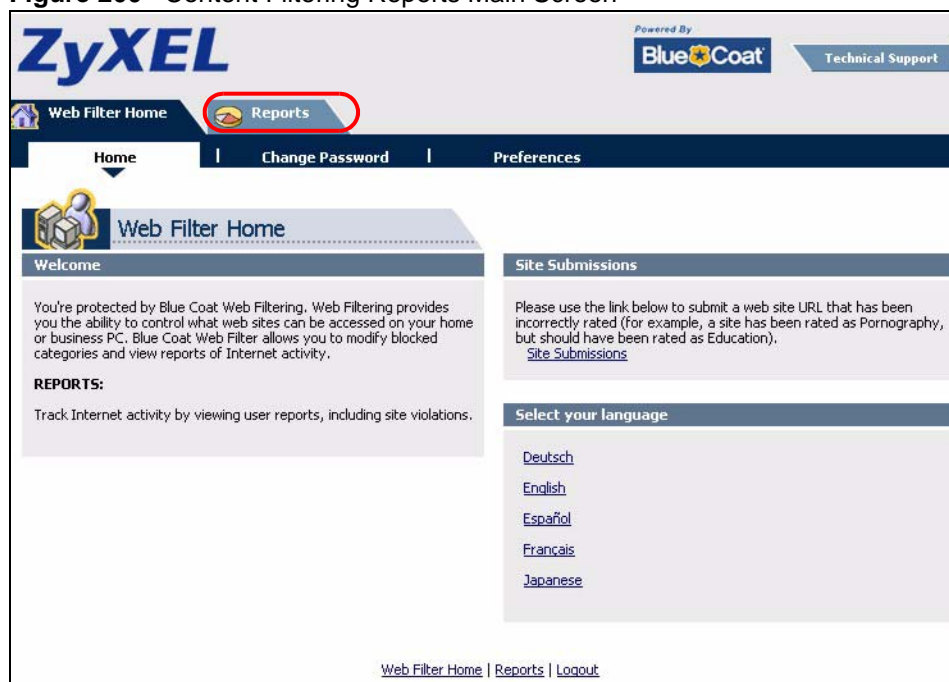 Content Filtering Reports Main Screen
ZyXEL
Powered By
Blue Coat
Technical Support
Web Filter Home
Reports
Home | Change Password | Preferences
Web Filter Home
Welcome
You're protected by Blue Coat Web Filtering. Web Filtering provides
you the ability to control what web sites can be accessed on your home
or business PC. Blue Coat Web Filter allows you to modify blocked
categories and view reports of Internet activity.
REPORTS:
Track Internet activity by viewing user reports, including site violations.
Site Submissions
Please use the link below to submit a web site URL that has been
incorrectly rated (for example, a site has been rated as Pornography,
but should have been rated as Education).
Site Submissions
Select your language
Deutsch
English
Español
Français
Japanese
Web Filter Home | Reports | Logout